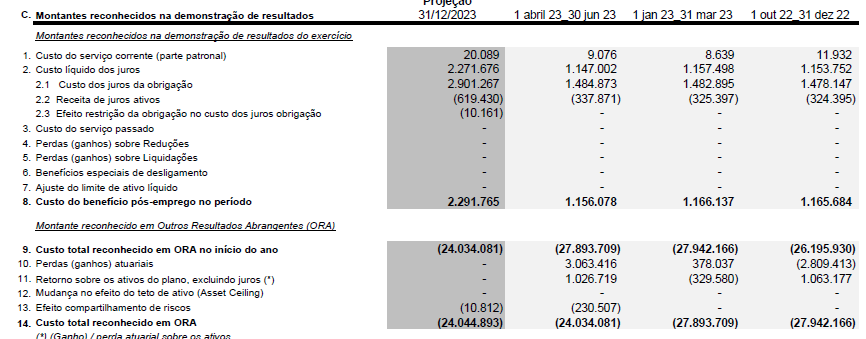 Projeção
C. Montantes reconhecidos na demonstração de resultados 31/12/2023 1 abril 23_30 jun 23 1 jan 23_31 mar 23 1 out 22_31 dez 22
Montantes reconhecidos na demonstração de resultados do exercício
1. Custo do serviço corrente (parte patronal) 20.089 9.076 8.639 11.932
2. Custo líquido dos juros 2.271.676 1.147.002 1.157.498 1.153.752
2.1 Custo dos juros da obrigação 2.901.267 1.484.873 1.482.895 1.478.147
2.2 Receita de juros ativos (619.430) (337.871) (325.397) (324.395)
2.3 Efeito restrição da obrigação no custo dos juros obrigação (10.161) - - -
3. Custo do serviço passado - - - -
4. Perdas (ganhos) sobre Reduções - - - -
5. Perdas (ganhos) sobre Liquidações - - - -
6. Benefícios especiais de desligamento - - - -
7. Ajuste do limite de ativo líquido - - - -
8. Custo do benefício pós-emprego no período 2.291.765 1.156.078 1.166.137 1.165.684
Montante reconhecido em Outros Resultados Abrangentes (ORA)
9. Custo total reconhecido em ORA no início do ano (24.034.081) (27.893.709) (27.942.166) (26.195.930)
10. Perdas (ganhos) atuariais - 3.063.416 378.037 (2.809.413)
11. Retorno sobre os ativos do plano, excluindo juros (*) - 1.026.719 (329.580) 1.063.177
12. Mudança no efeito do teto de ativo (Asset Ceiling) - - - -
13. Efeito compartilhamento de riscos (10.812) (230.507) - -
14. Custo total reconhecido em ORA (24.044.893) (24.034.081) (27.893.709) (27.942.166)
(*) (Ganho) / perda atuarial sobre os ativos